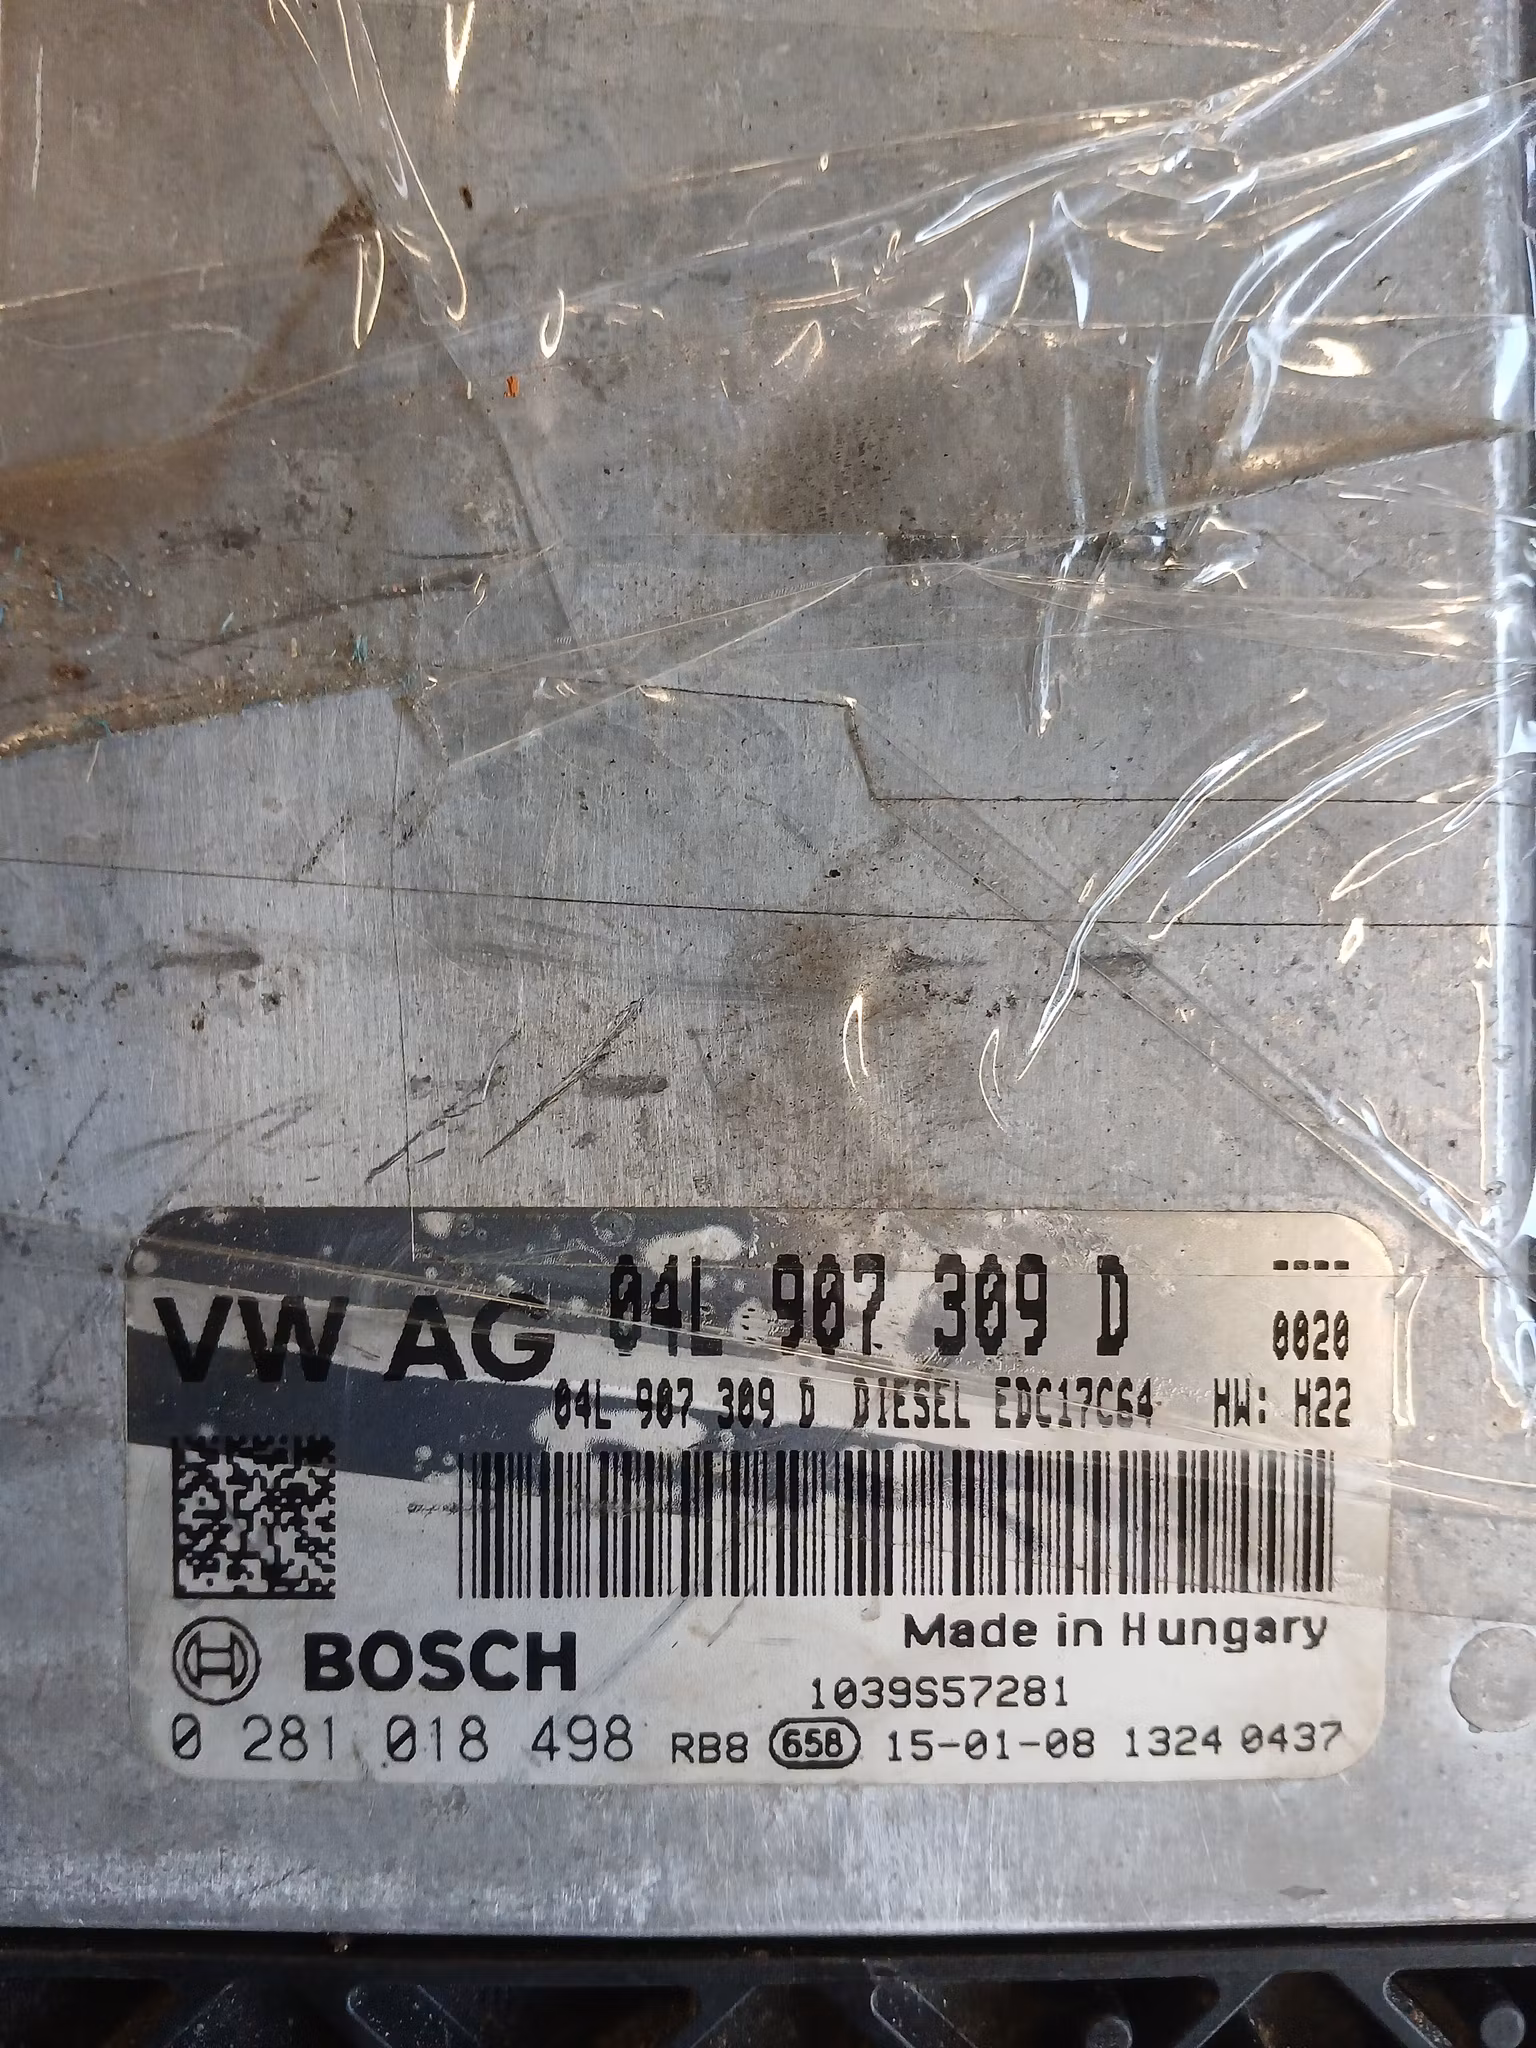 VW AG 04L 907 309 D ----
0020
04L 907 309 D DIESEL EDC17C64 HW: H22
Made in Hungary
BOSCH 1039S57281
0 281 018 498 RB8 658 15-01-08 1324 0437